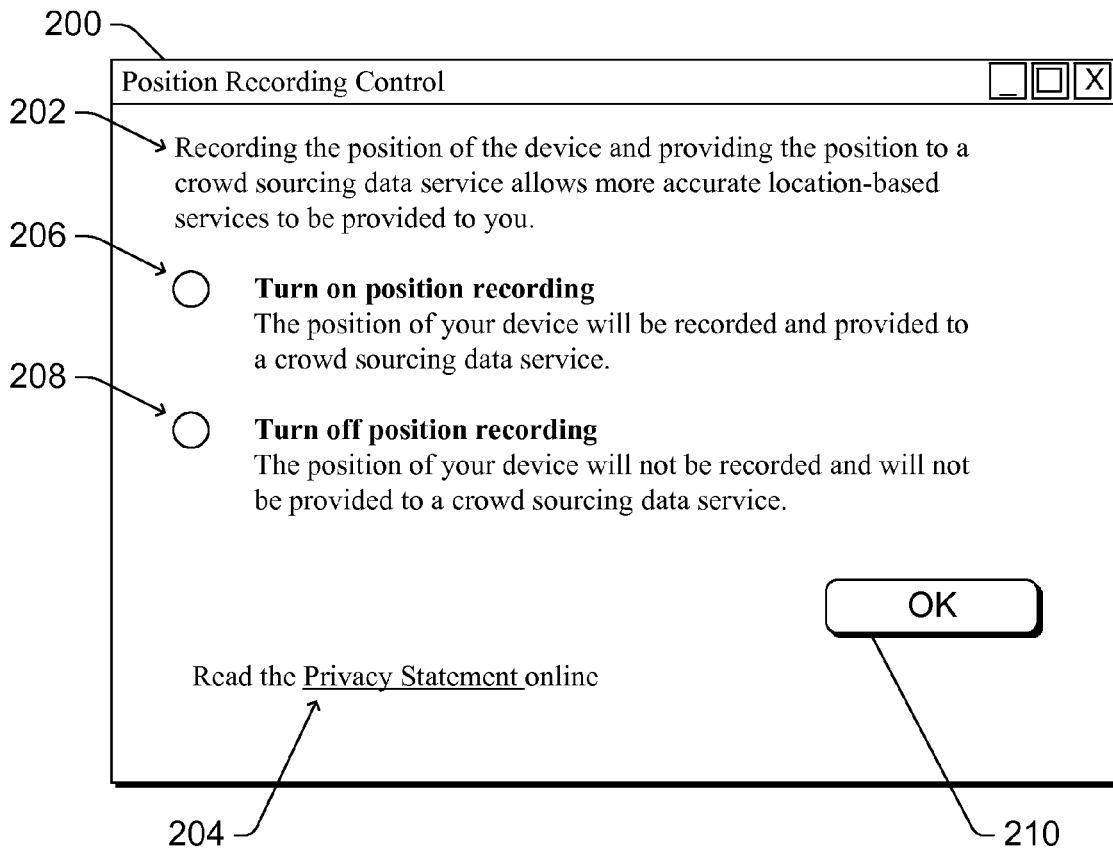 200
Position Recording Control _ X
202
Recording the position of the device and providing the position to a
crowd sourcing data service allows more accurate location-based
services to be provided to you.
206
Turn on position recording
The position of your device will be recorded and provided to
a crowd sourcing data service.
208
Turn off position recording
The position of your device will not be recorded and will not
be provided to a crowd sourcing data service.
OK
Read the Privacy Statement online
204
210